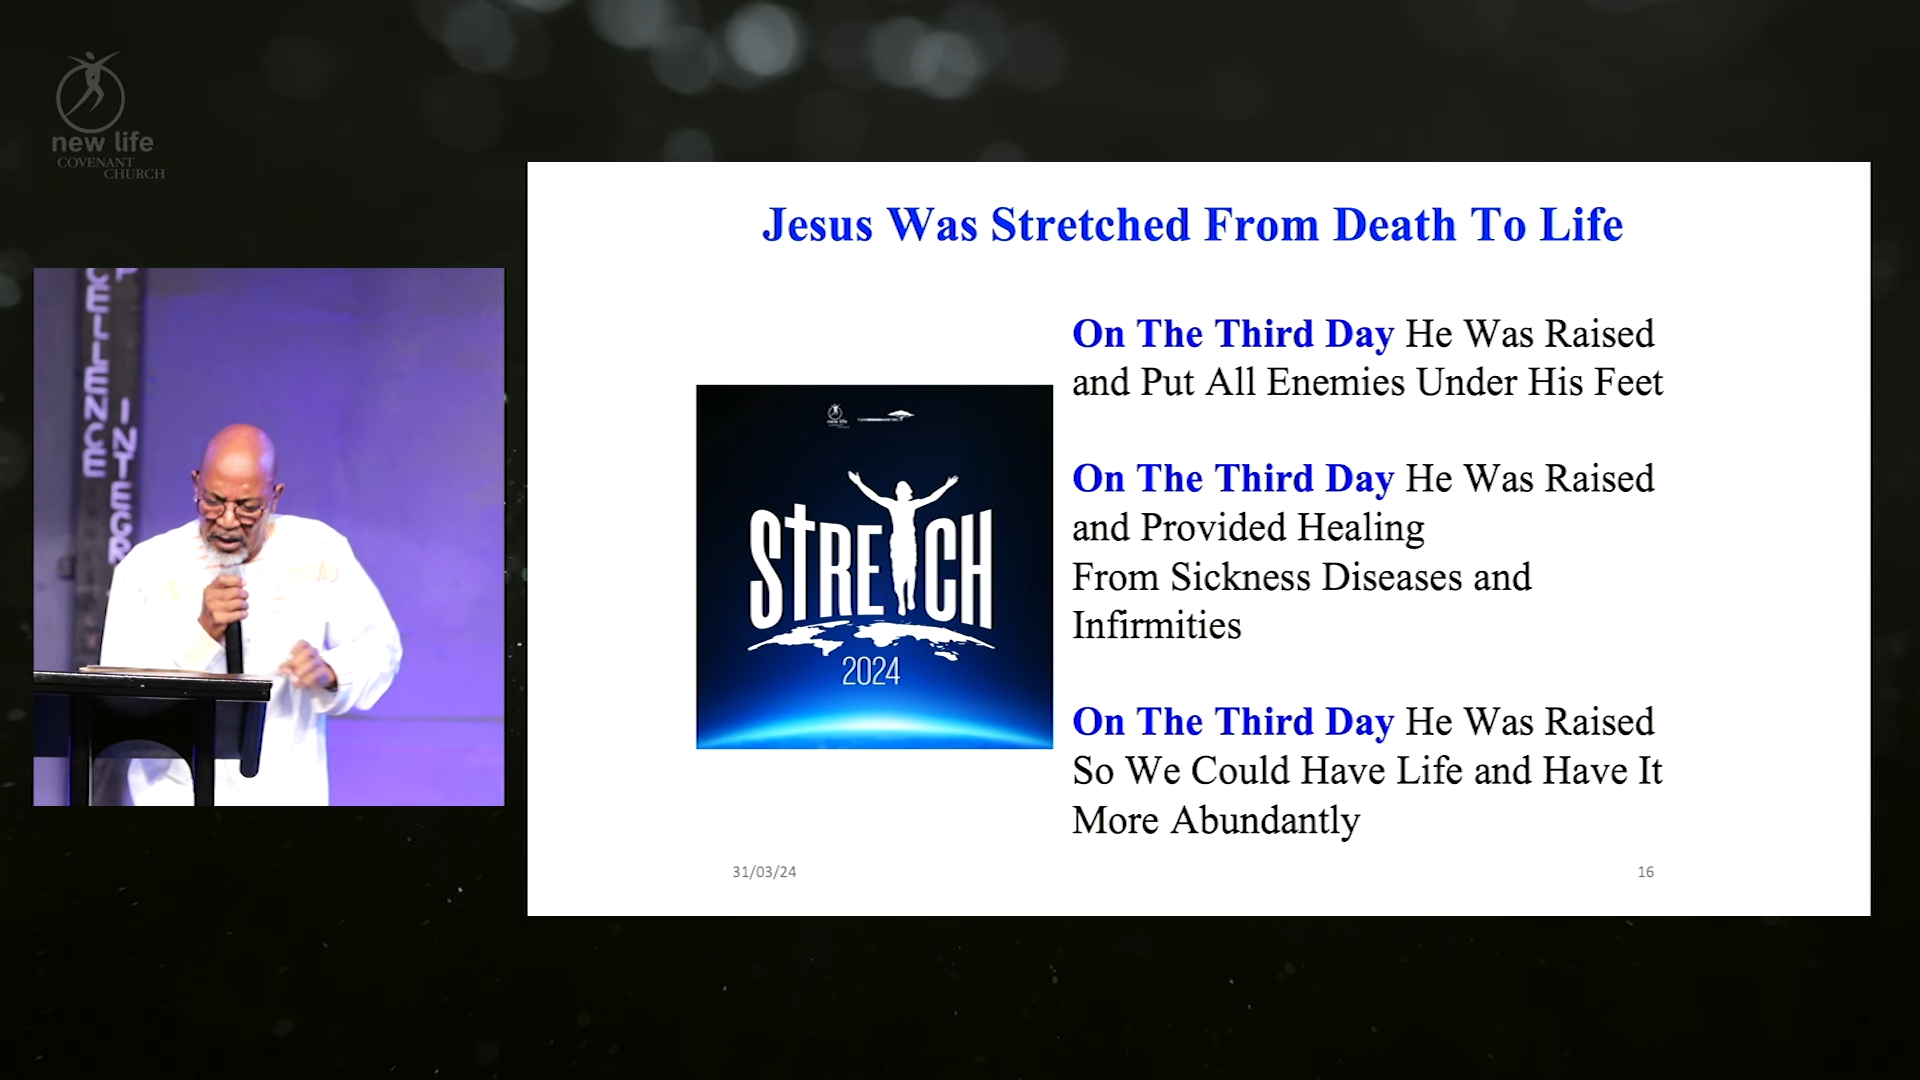 new life
COVENANT
CHURCH
Jesus Was Stretched From Death To Life
On The Third Day He Was Raised
and Put All Enemies Under His Feet
On The Third Day He Was Raised
and Provided Healing
From Sickness Diseases and
Infirmities
On The Third Day He Was Raised
So We Could Have Life and Have It
More Abundantly
new life
STRETCH
2024
31/03/24
16